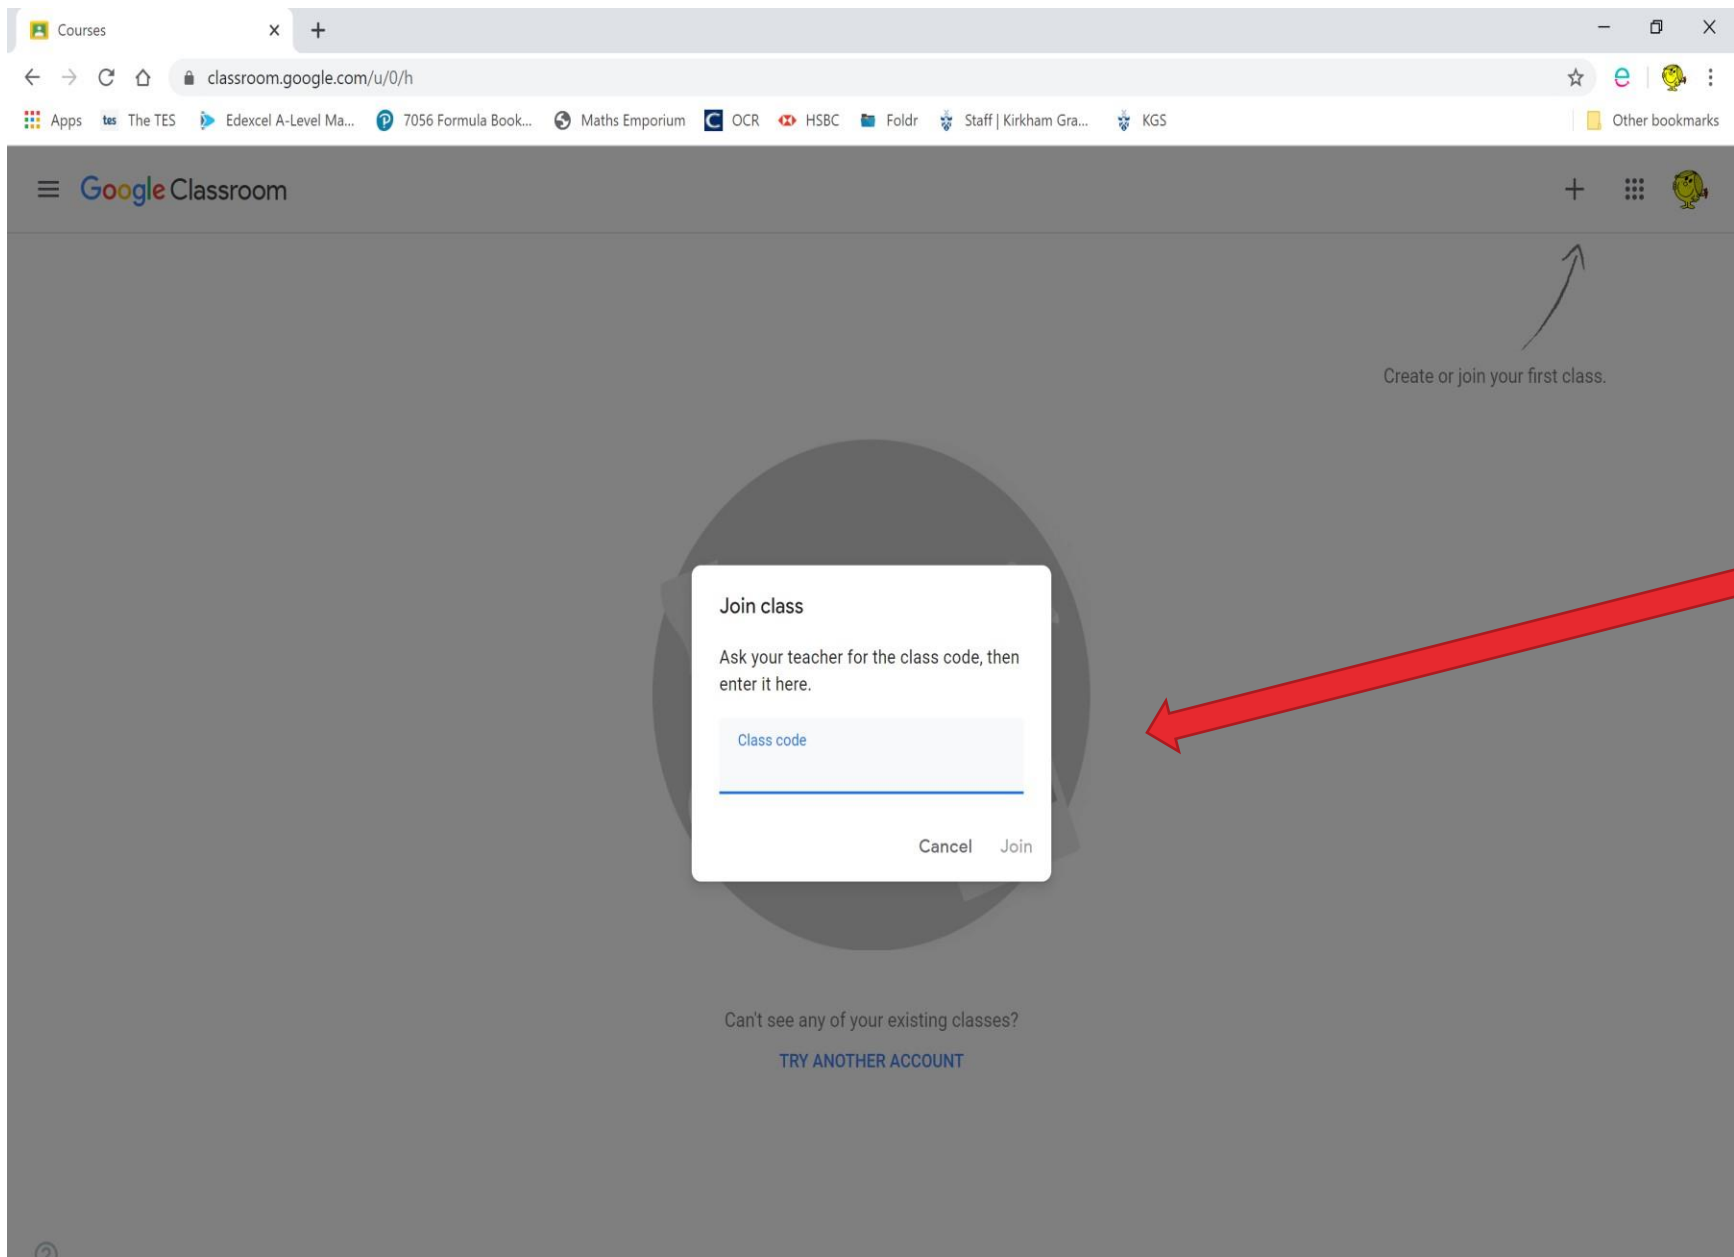 Courses
classroom.google.com/u/0/h
Apps tes The TES Edexcel A-Level Ma... 7056 Formula Book... Maths Emporium C OCR HSBC Foldr Staff | Kirkham Gra... KGS Other bookmarks
Google Classroom
Create or join your first class.
Join class
Ask your teacher for the class code, then
enter it here.
Class code
Cancel Join
Can't see any of your existing classes?
TRY ANOTHER ACCOUNT